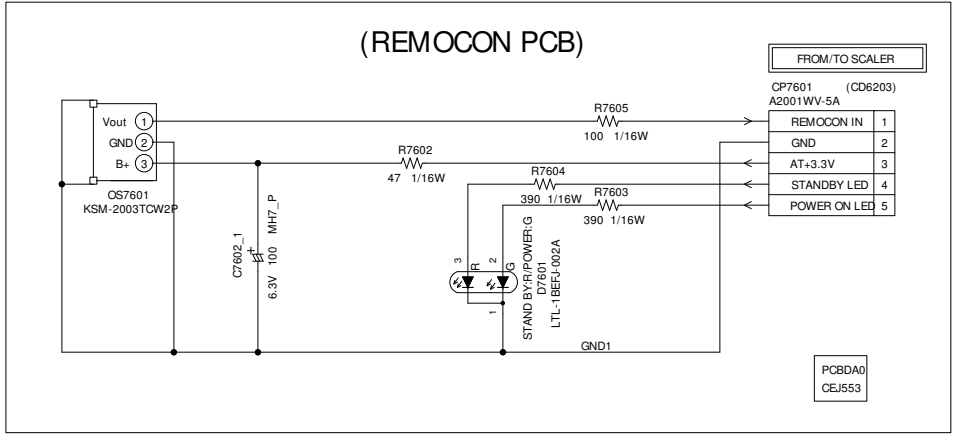 (REMOCON PCB)
FROM/TO SCALER
CP7601 (CD6203)
A2001WV-5A
REMOCON IN 1
GND 2
AT+3.3V 3
STANDBY LED 4
POWER ON LED 5
Vout 1
GND 2
B+ 3
OS7601
KSM-2003TCW2P
R7605
100 1/16W
R7602
47 1/16W
R7604
390 1/16W
R7603
390 1/16W
C7602_1
+
6.3V 100 MH7_P
3 R
2 G
1
STAND BY:R/POWER:G
D7601
LTL-1BEFJ-002A
GND1
PCBDA0
CEJ553